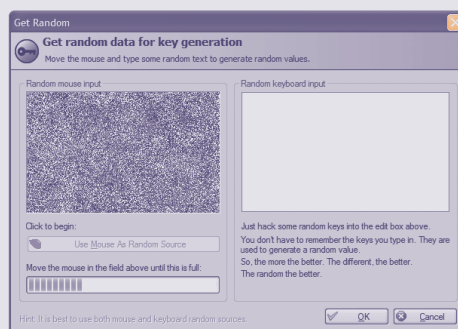 Get Random
Get random data for key generation
Move the mouse and type some random text to generate random values.
Random mouse input
Click to begin:
Use Mouse As Random Source
Move the mouse in the field above until this is full:
Random keyboard input
Just hack some random keys into the edit box above.
You don't have to remember the keys you type in. They are
used to generate a random value.
So, the more the better. The different, the better.
The random the better.
Hint: It is best to use both mouse and keyboard random sources.
OK
Cancel